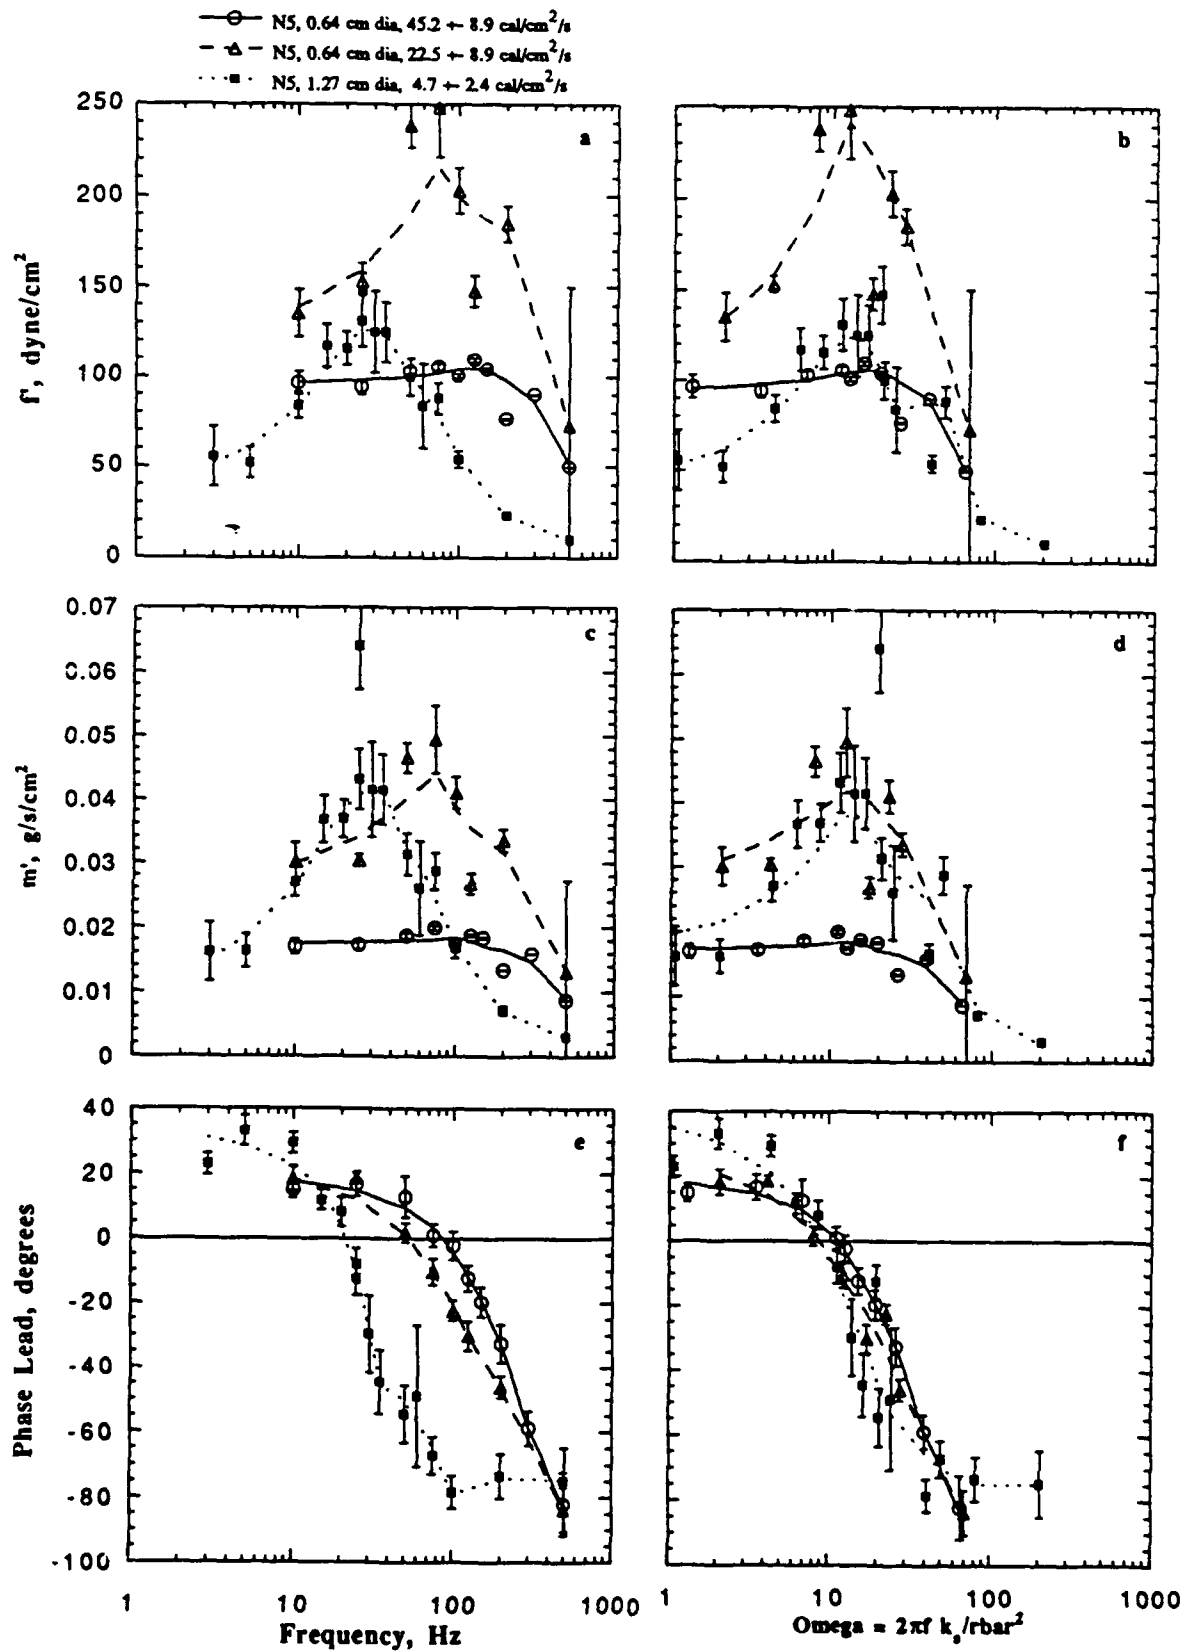 N5, 0.64 cm dia, 45.2 +- 8.9 cal/cm²/s
N5, 0.64 cm dia, 22.5 +- 8.9 cal/cm²/s
N5, 1.27 cm dia, 4.7 +- 2.4 cal/cm²/s
250
200
150
100
50
0
f', dyne/cm²
a
b
0.07
0.06
0.05
0.04
0.03
0.02
0.01
0
m', g/s/cm²
c
d
40
20
0
-20
-40
-60
-80
-100
Phase Lead, degrees
e
f
1 10 100 1000
Frequency, Hz
1 10 100 1000
Omega = 2πf kₛ/rbar²